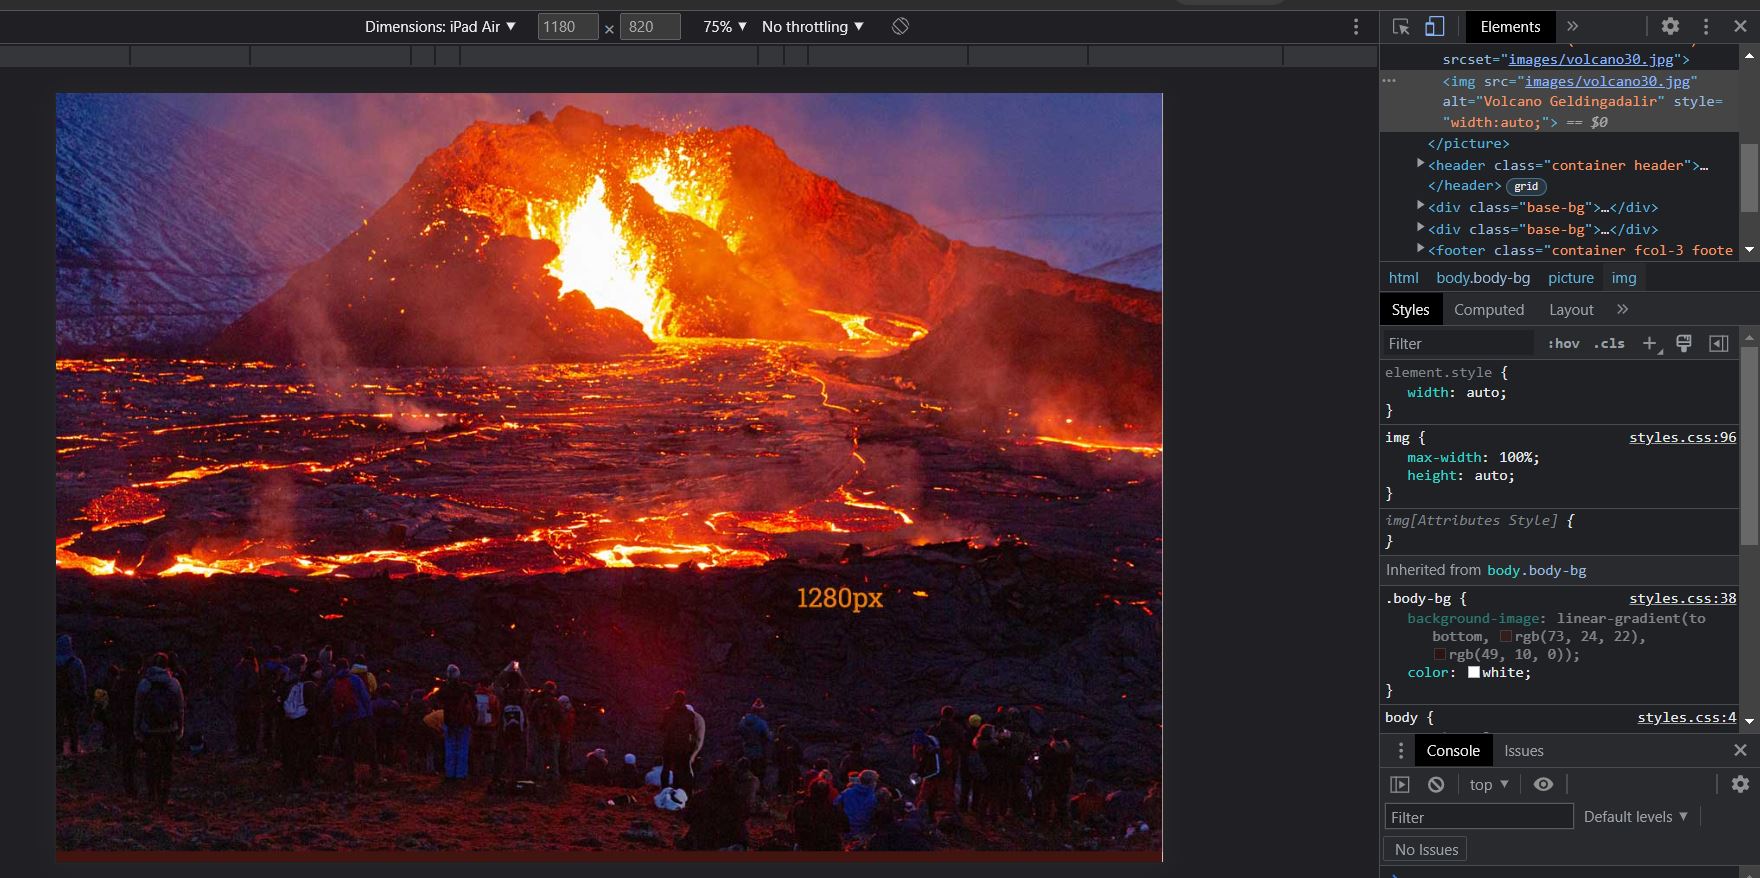 Dimensions: iPad Air ▼ 1180 × 820 75% ▼ No throttling ▼
Elements
srcset="images/volcano30.jpg">
<img src="images/volcano30.jpg"
alt="Volcano Geldingadalir" style=
"width:auto;"> == $0
</picture>
<header class="container header">…
</header> grid
<div class="base-bg">…</div>
<div class="base-bg">…</div>
<footer class="container fcol-3 foote
html body.body-bg picture img
Styles Computed Layout
Filter :hov .cls
element.style {
width: auto;
}
img { styles.css:96
max-width: 100%;
height: auto;
}
img[Attributes Style] {
}
Inherited from body.body-bg
.body-bg { styles.css:38
background-image: linear-gradient(to
bottom, rgb(73, 24, 22),
rgb(49, 10, 0));
color: white;
}
body { styles.css:4
1280px
Console Issues
top ▼
Filter Default levels ▼
No Issues